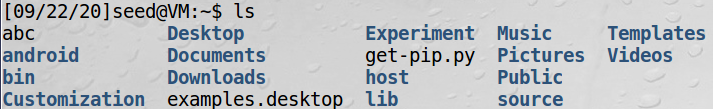 [09/22/20]seed@VM:~$ ls
abc Desktop Experiment Music Templates
android Documents get-pip.py Pictures Videos
bin Downloads host Public
Customization examples.desktop lib source